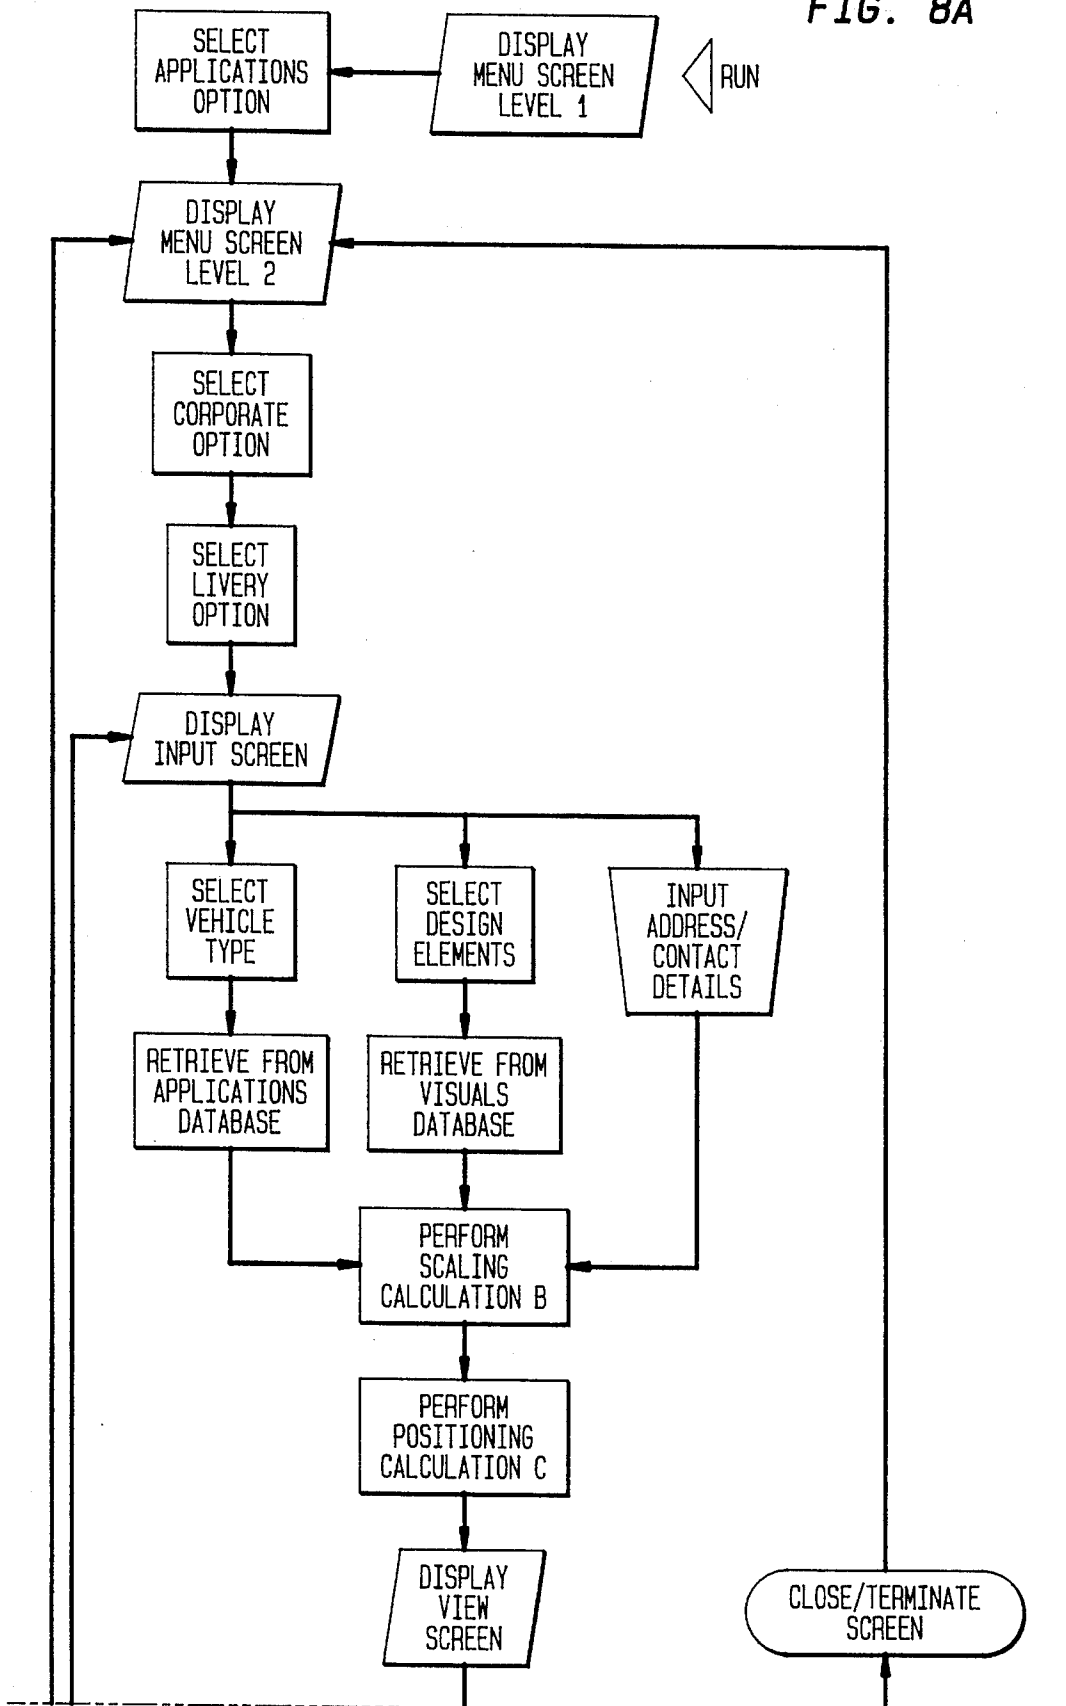 FIG. 8A
SELECT
APPLICATIONS
OPTION
DISPLAY
MENU SCREEN
LEVEL 1
RUN
DISPLAY
MENU SCREEN
LEVEL 2
SELECT
CORPORATE
OPTION
SELECT
LIVERY
OPTION
DISPLAY
INPUT SCREEN
SELECT
VEHICLE
TYPE
SELECT
DESIGN
ELEMENTS
INPUT
ADDRESS/
CONTACT
DETAILS
RETRIEVE FROM
APPLICATIONS
DATABASE
RETRIEVE FROM
VISUALS
DATABASE
PERFORM
SCALING
CALCULATION B
PERFORM
POSITIONING
CALCULATION C
DISPLAY
VIEW
SCREEN
CLOSE/TERMINATE
SCREEN